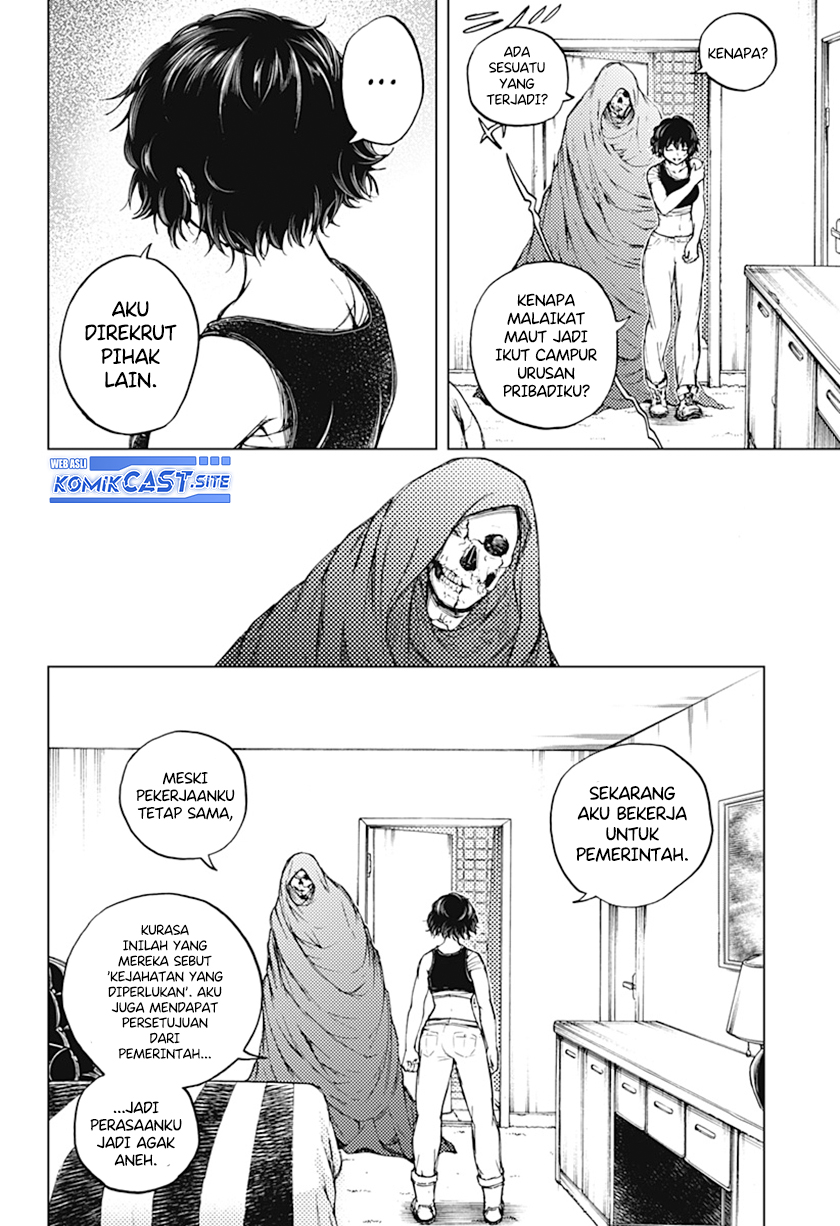 KENAPA?
ADA
SESUATU
YANG
TERJADI?
KENAPA
MALAIKAT
MAUT JADI
IKUT CAMPUR
URUSAN
PRIBADIKU?
...
AKU
DIREKRUT
PIHAK
LAIN.
WEB ASLI
KOMIKCAST.SITE
SEKARANG
AKU BEKERJA
UNTUK
PEMERINTAH.
MESKI
PEKERJAANKU
TETAP SAMA,
KURASA
INILAH YANG
MEREKA SEBUT
'KEJAHATAN YANG
DIPERLUKAN'. AKU
JUGA MENDAPAT
PERSETUJUAN
DARI
PEMERINTAH...
...JADI
PERASAANKU
JADI AGAK
ANEH.